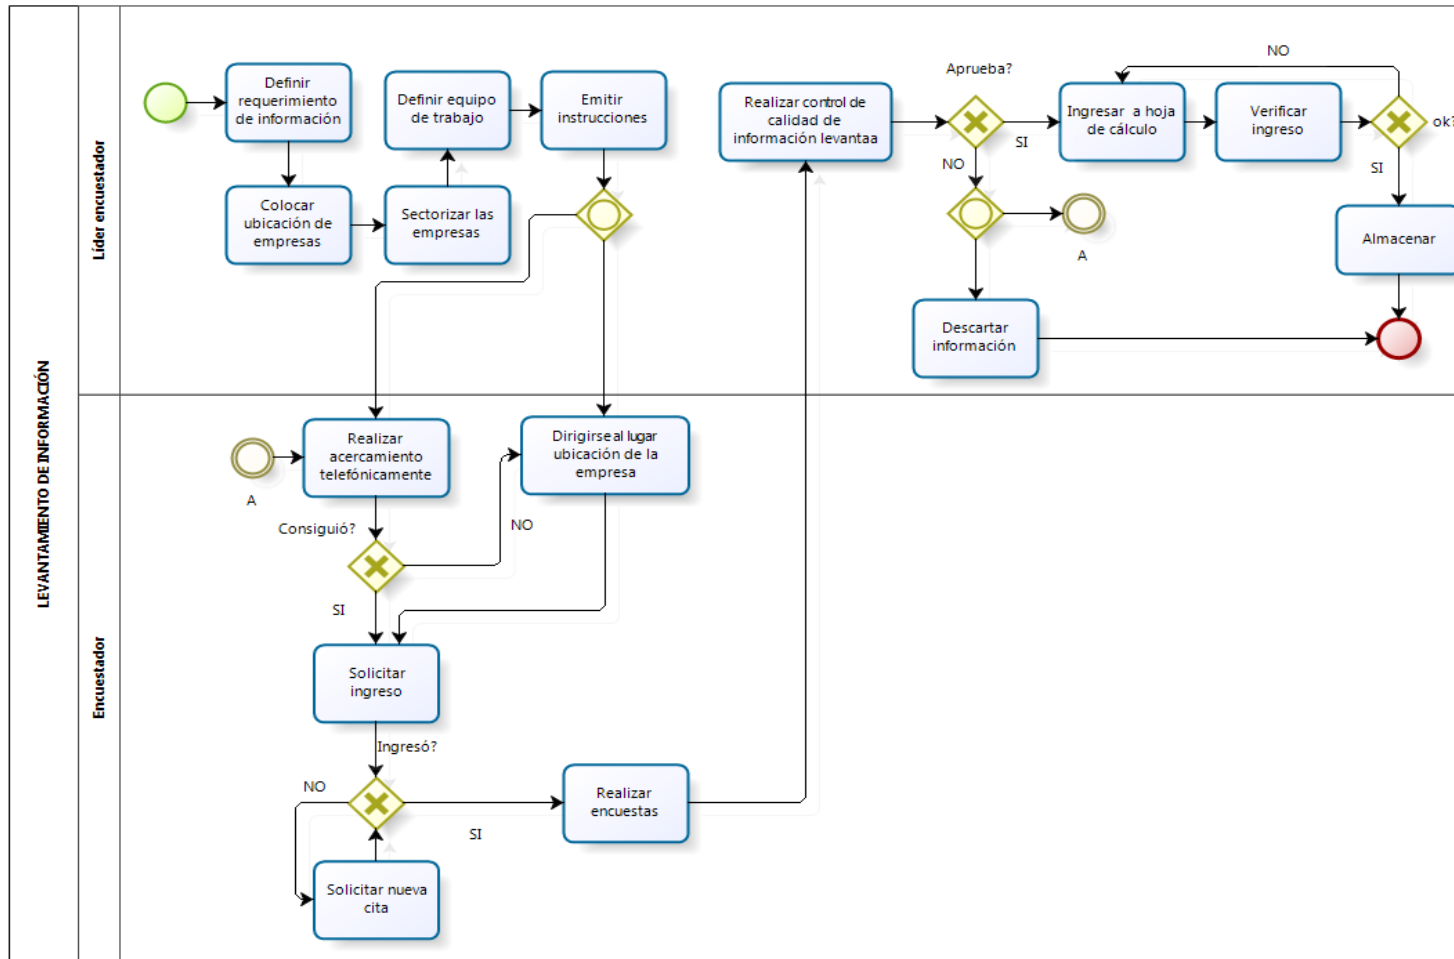 LEVANTAMIENTO DE INFORMACIÓN
Líder encuestador
Definir
requerimiento
de información
Colocar
ubicación de
empresas
Definir equipo
de trabajo
Sectorizar las
empresas
Emitir
instrucciones
Realizar control de
calidad de
información levantaa
Aprueba?
SI
NO
A
Descartar
información
Ingresar a hoja
de cálculo
Verificar
ingreso
NO
ok?
SI
Almacenar
Encuestador
A
Realizar
acercamiento
telefónicamente
Dirigirseal lugar
ubicación de la
empresa
Consiguió?
NO
SI
Solicitar
ingreso
Ingresó?
NO
SI
Realizar
encuestas
Solicitar nueva
cita